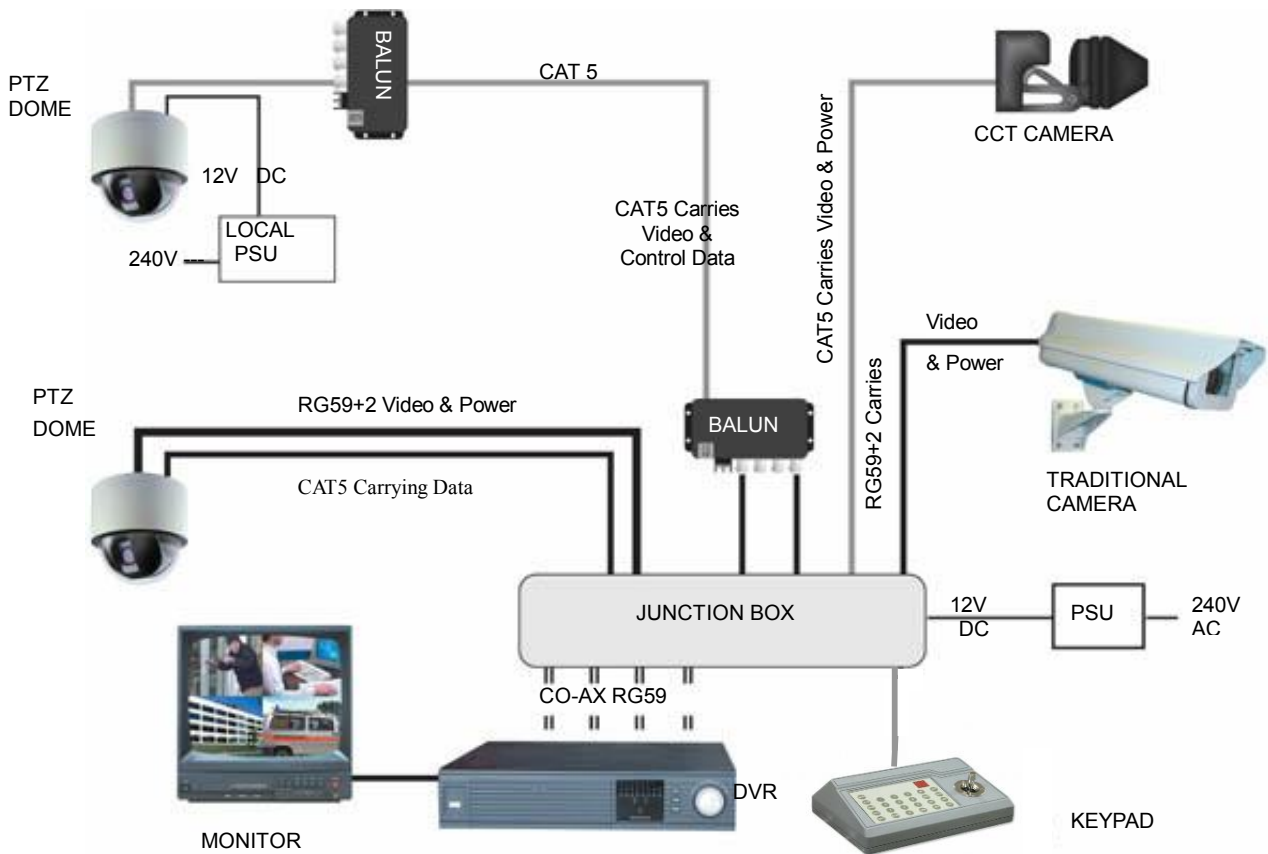 PTZ
DOME
BALUN
CAT 5
12V DC
LOCAL
PSU
240V
CAT5 Carries
Video &
Control Data
CAT5 Carries Video & Power
CCT CAMERA
RG59+2 Carries
Video
& Power
TRADITIONAL
CAMERA
PTZ
DOME
RG59+2 Video & Power
CAT5 Carrying Data
BALUN
JUNCTION BOX
12V
DC
PSU
240V
AC
CO-AX RG59
DVR
MONITOR
KEYPAD